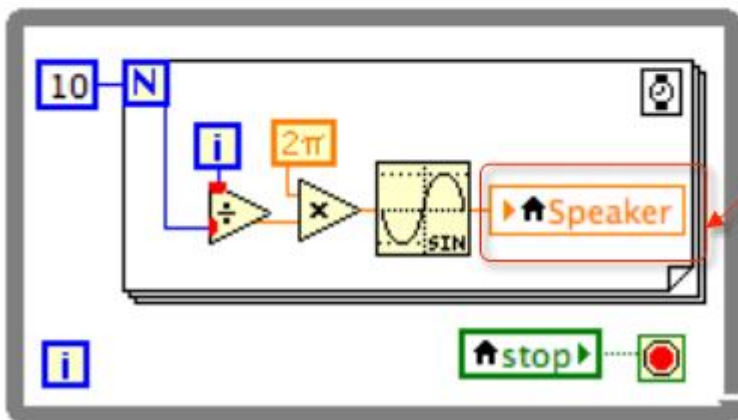 10 N
i 2π
÷ ×
SIN
Speaker
i
stop